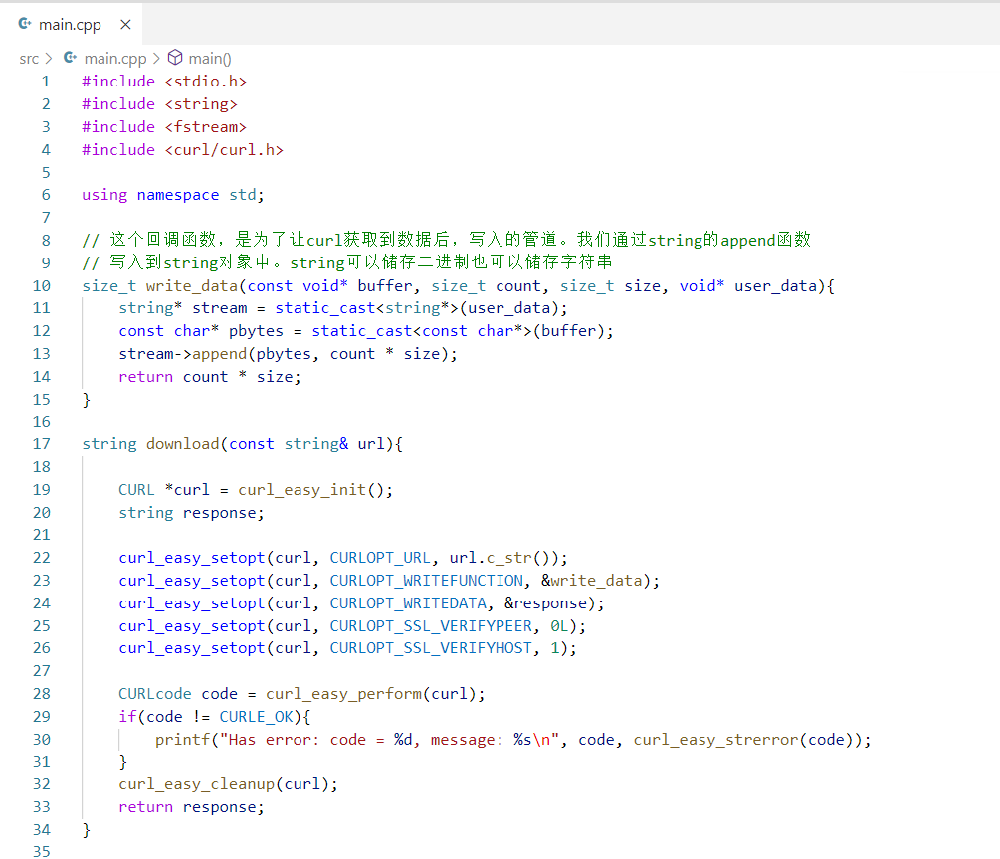 main.cpp ×
src > main.cpp > main()
1 #include <stdio.h>
2 #include <string>
3 #include <fstream>
4 #include <curl/curl.h>
5
6 using namespace std;
7
8 // 这个回调函数，是为了让curl获取到数据后，写入的管道。我们通过string的append函数
9 // 写入到string对象中。string可以储存二进制也可以储存字符串
10 size_t write_data(const void* buffer, size_t count, size_t size, void* user_data){
11     string* stream = static_cast<string*>(user_data);
12     const char* pbytes = static_cast<const char*>(buffer);
13     stream->append(pbytes, count * size);
14     return count * size;
15 }
16
17 string download(const string& url){
18
19     CURL *curl = curl_easy_init();
20     string response;
21
22     curl_easy_setopt(curl, CURLOPT_URL, url.c_str());
23     curl_easy_setopt(curl, CURLOPT_WRITEFUNCTION, &write_data);
24     curl_easy_setopt(curl, CURLOPT_WRITEDATA, &response);
25     curl_easy_setopt(curl, CURLOPT_SSL_VERIFYPEER, 0L);
26     curl_easy_setopt(curl, CURLOPT_SSL_VERIFYHOST, 1);
27
28     CURLcode code = curl_easy_perform(curl);
29     if(code != CURLE_OK){
30         printf("Has error: code = %d, message: %s\n", code, curl_easy_strerror(code));
31     }
32     curl_easy_cleanup(curl);
33     return response;
34 }
35